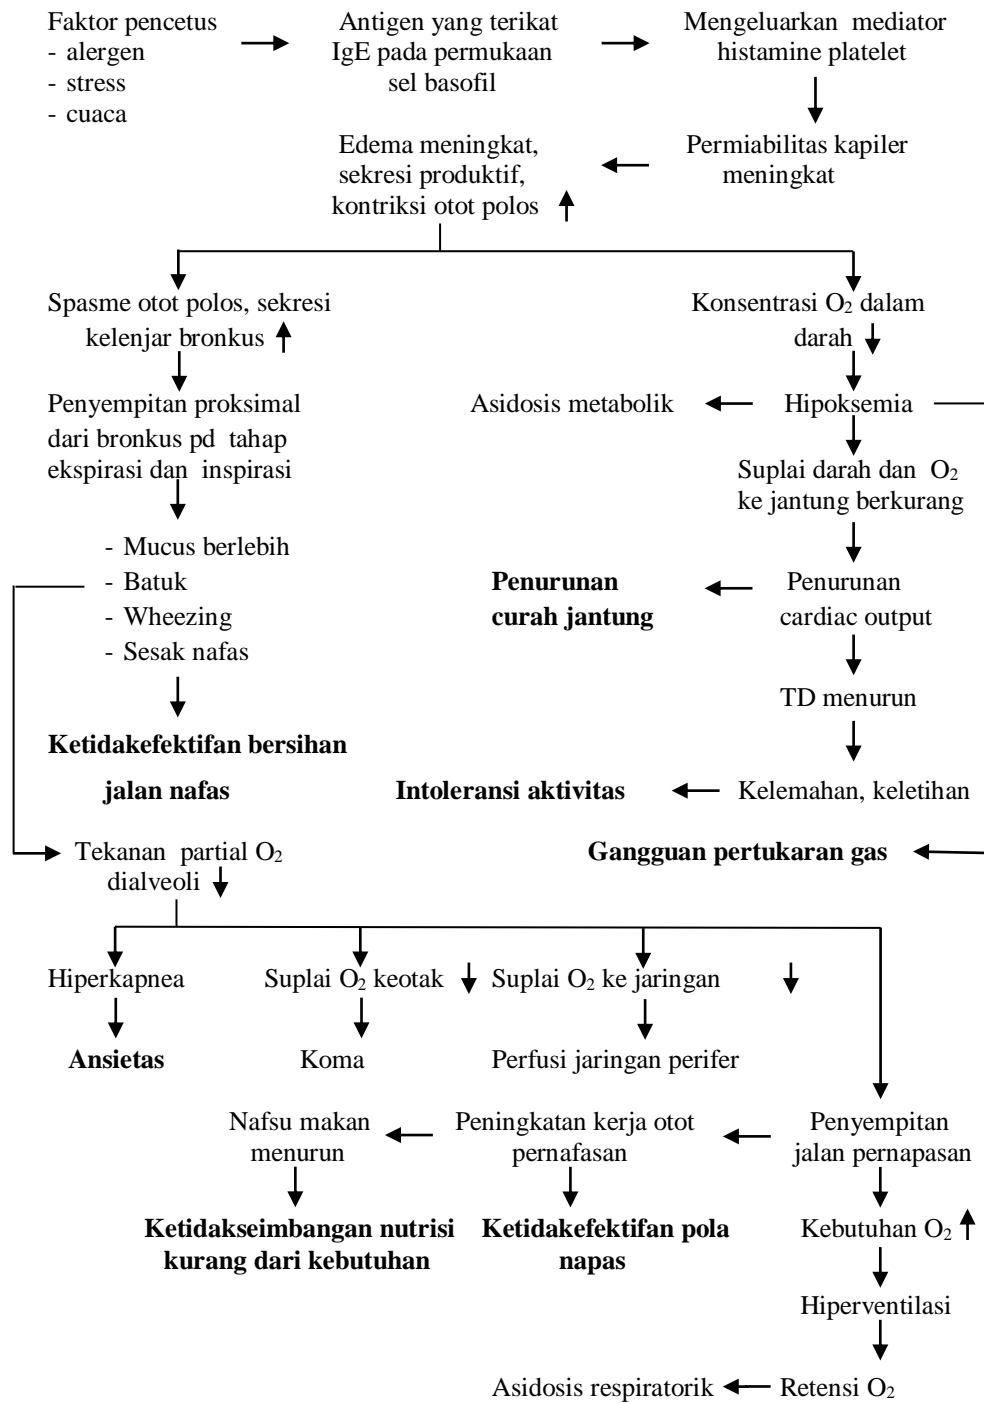 Faktor pencetus
- alergen
- stress
- cuaca
Antigen yang terikat
IgE pada permukaan
sel basofil
Mengeluarkan mediator
histamine platelet
Permiabilitas kapiler
meningkat
Edema meningkat,
sekresi produktif,
kontriksi otot polos
Spasme otot polos, sekresi
kelenjar bronkus
Konsentrasi O₂ dalam
darah
Penyempitan proksimal
dari bronkus pd tahap
ekspirasi dan inspirasi
Asidosis metabolik
Hipoksemia
Suplai darah dan O₂
ke jantung berkurang
- Mucus berlebih
- Batuk
- Wheezing
- Sesak nafas
Penurunan
curah jantung
Penurunan
cardiac output
TD menurun
Ketidakefektifan bersihan
jalan nafas
Intoleransi aktivitas
Kelemahan, keletihan
Tekanan partial O₂
dialveoli
Gangguan pertukaran gas
Hiperkapnea
Suplai O₂ keotak
Suplai O₂ ke jaringan
Ansietas
Koma
Perfusi jaringan perifer
Nafsu makan
menurun
Peningkatan kerja otot
pernafasan
Penyempitan
jalan pernapasan
Ketidakseimbangan nutrisi
kurang dari kebutuhan
Ketidakefektifan pola
napas
Kebutuhan O₂
Hiperventilasi
Asidosis respiratorik
Retensi O₂